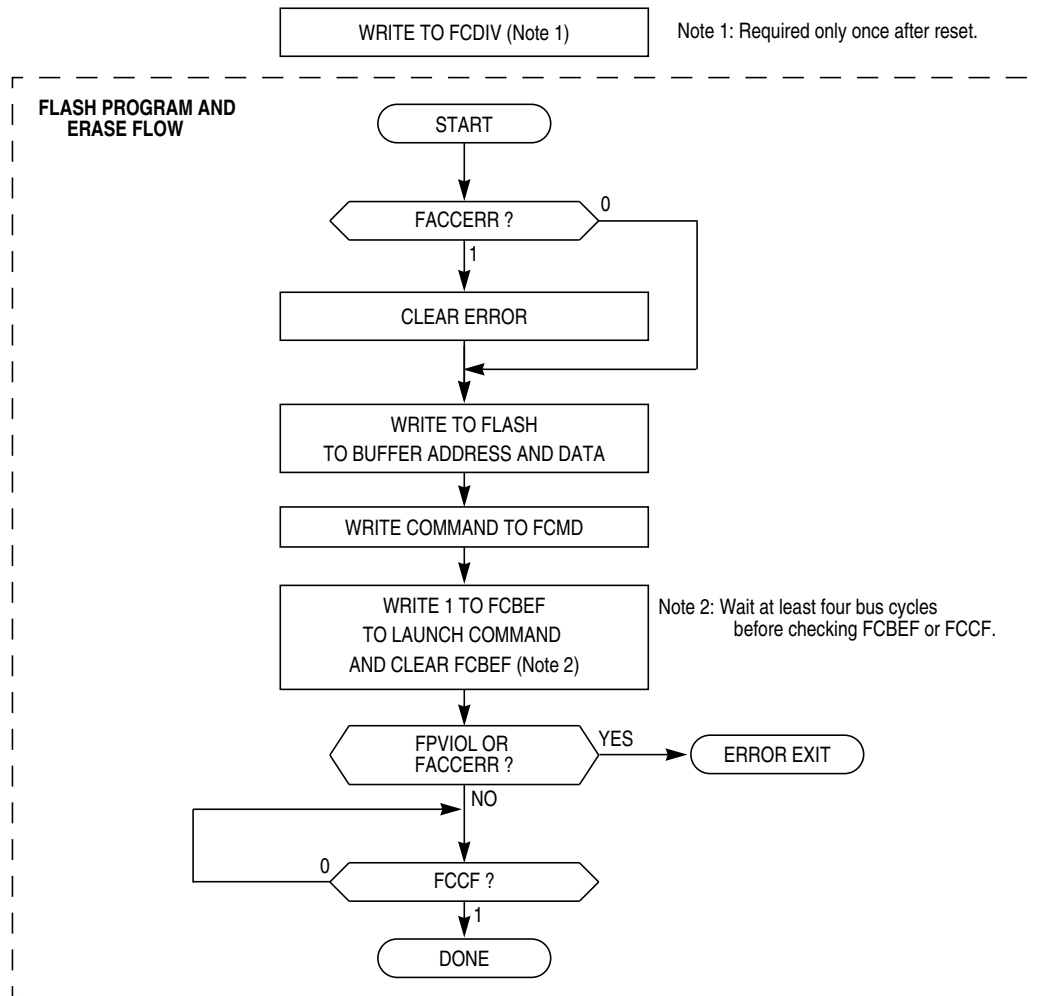 WRITE TO FCDIV (Note 1)
Note 1: Required only once after reset.
FLASH PROGRAM AND
ERASE FLOW
START
FACCERR ?
0
1
CLEAR ERROR
WRITE TO FLASH
TO BUFFER ADDRESS AND DATA
WRITE COMMAND TO FCMD
WRITE 1 TO FCBEF
TO LAUNCH COMMAND
AND CLEAR FCBEF (Note 2)
Note 2: Wait at least four bus cycles
before checking FCBEF or FCCF.
FPVIOL OR
FACCERR ?
YES
ERROR EXIT
NO
0
FCCF ?
1
DONE